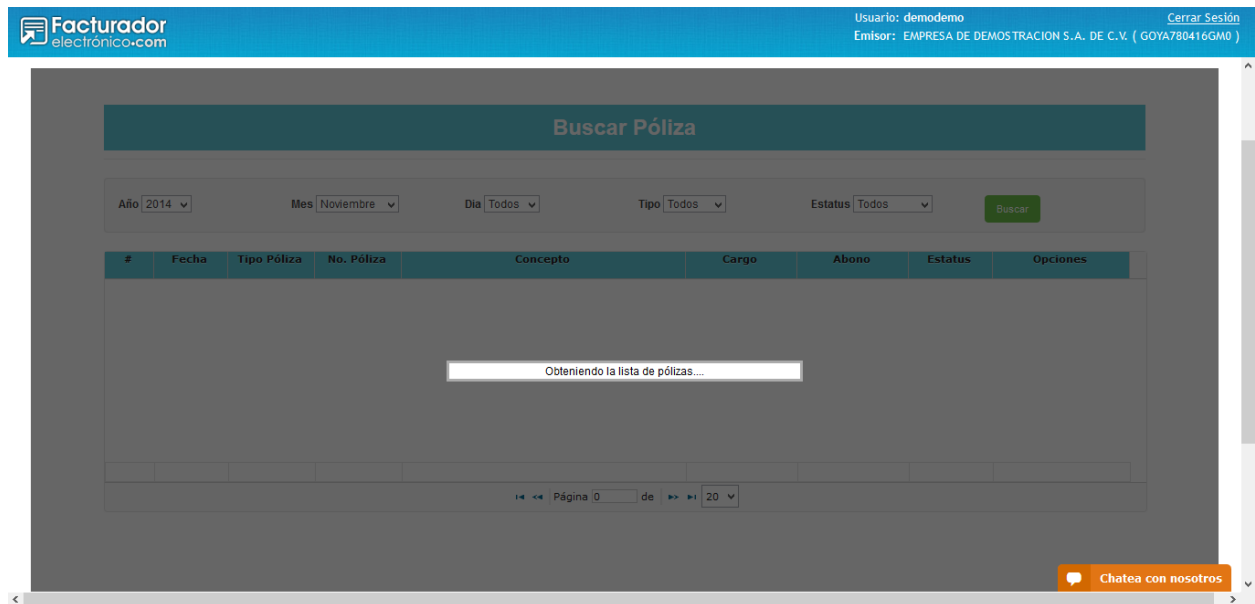 Facturador
electrónico.com
Usuario: demodemo
Cerrar Sesión
Emisor: EMPRESA DE DEMOSTRACION S.A. DE C.V. ( GOYA780416GM0 )
Buscar Póliza
Año 2014 Mes Noviembre Dia Todos Tipo Todos Estatus Todos Buscar
# Fecha Tipo Póliza No. Póliza Concepto Cargo Abono Estatus Opciones
Obteniendo la lista de pólizas....
Página 0 de 20
Chatea con nosotros